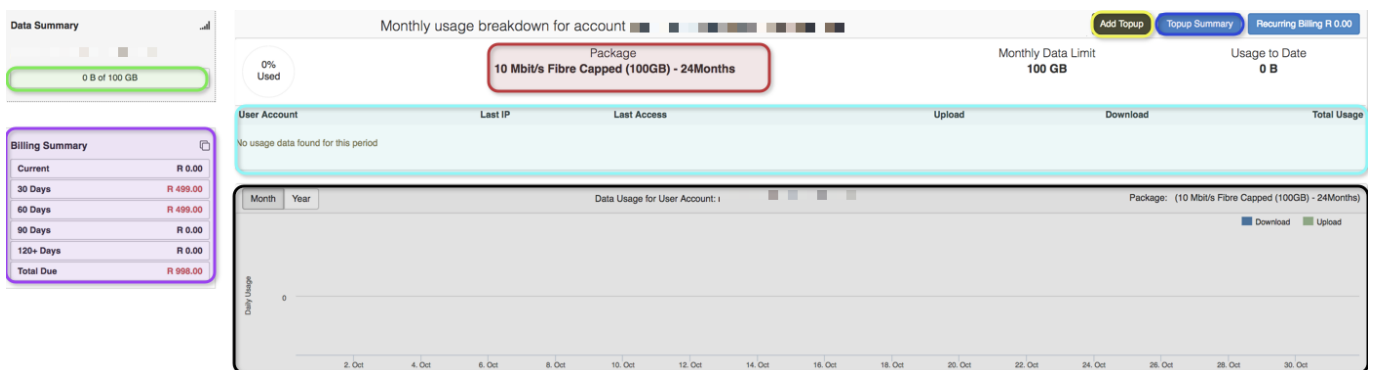 Data Summary
0 B of 100 GB
Billing Summary
Current R 0.00
30 Days R 499.00
60 Days R 499.00
90 Days R 0.00
120+ Days R 0.00
Total Due R 998.00
Monthly usage breakdown for account
Add Topup Topup Summary Recurring Billing R 0.00
0% Used
Package
10 Mbit/s Fibre Capped (100GB) - 24Months
Monthly Data Limit
100 GB
Usage to Date
0 B
User Account Last IP Last Access Upload Download Total Usage
No usage data found for this period
Month Year Data Usage for User Account: Package: (10 Mbit/s Fibre Capped (100GB) - 24Months)
Download Upload
Daily Usage
0
2. Oct 4. Oct 6. Oct 8. Oct 10. Oct 12. Oct 14. Oct 16. Oct 18. Oct 20. Oct 22. Oct 24. Oct 26. Oct 28. Oct 30. Oct